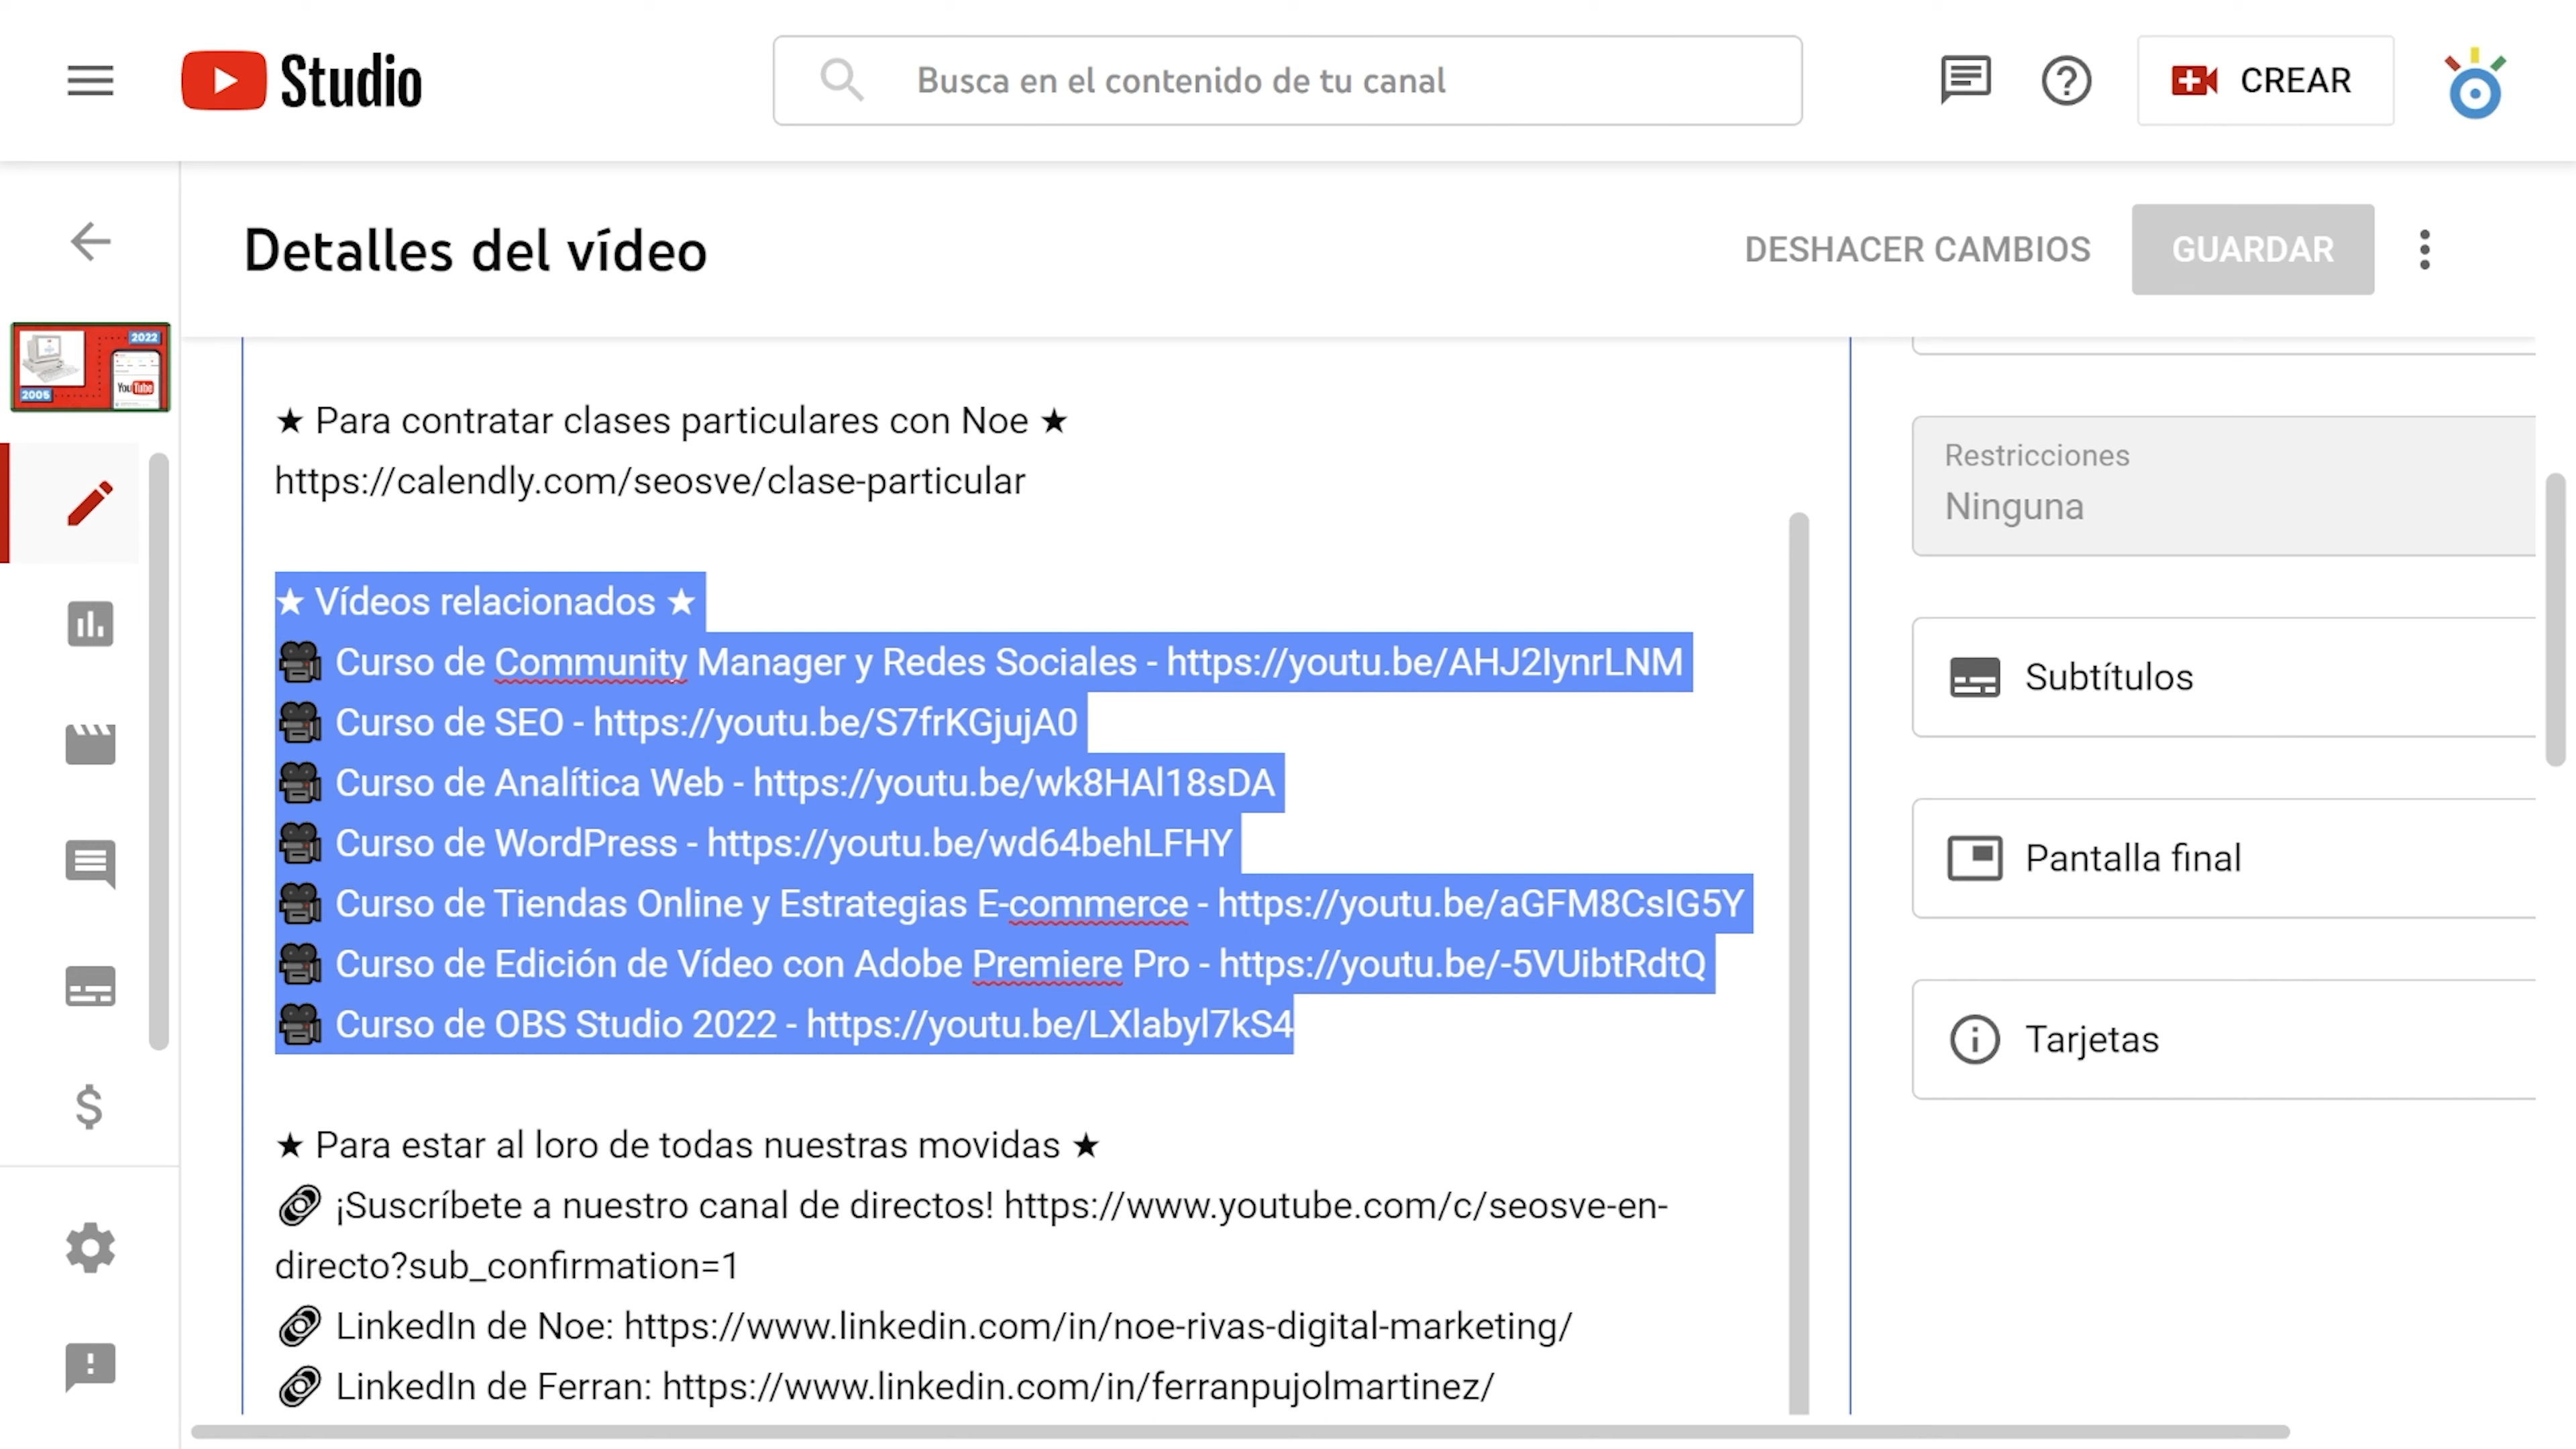 Studio
Busca en el contenido de tu canal
CREAR
Detalles del vídeo
DESHACER CAMBIOS
GUARDAR
2022
2005
YouTube
★ Para contratar clases particulares con Noe ★
https://calendly.com/seosve/clase-particular
★ Vídeos relacionados ★
🎥 Curso de Community Manager y Redes Sociales - https://youtu.be/AHJ2IynrLNM
🎥 Curso de SEO - https://youtu.be/S7frKGjujA0
🎥 Curso de Analítica Web - https://youtu.be/wk8HAl18sDA
🎥 Curso de WordPress - https://youtu.be/wd64behLFHY
🎥 Curso de Tiendas Online y Estrategias E-commerce - https://youtu.be/aGFM8CsIG5Y
🎥 Curso de Edición de Vídeo con Adobe Premiere Pro - https://youtu.be/-5VUibtRdtQ
🎥 Curso de OBS Studio 2022 - https://youtu.be/LXlabyl7kS4
★ Para estar al loro de todas nuestras movidas ★
🔗 ¡Suscríbete a nuestro canal de directos! https://www.youtube.com/c/seosve-en-
directo?sub_confirmation=1
🔗 LinkedIn de Noe: https://www.linkedin.com/in/noe-rivas-digital-marketing/
🔗 LinkedIn de Ferran: https://www.linkedin.com/in/ferranpujolmartinez/
Restricciones
Ninguna
Subtítulos
Pantalla final
Tarjetas